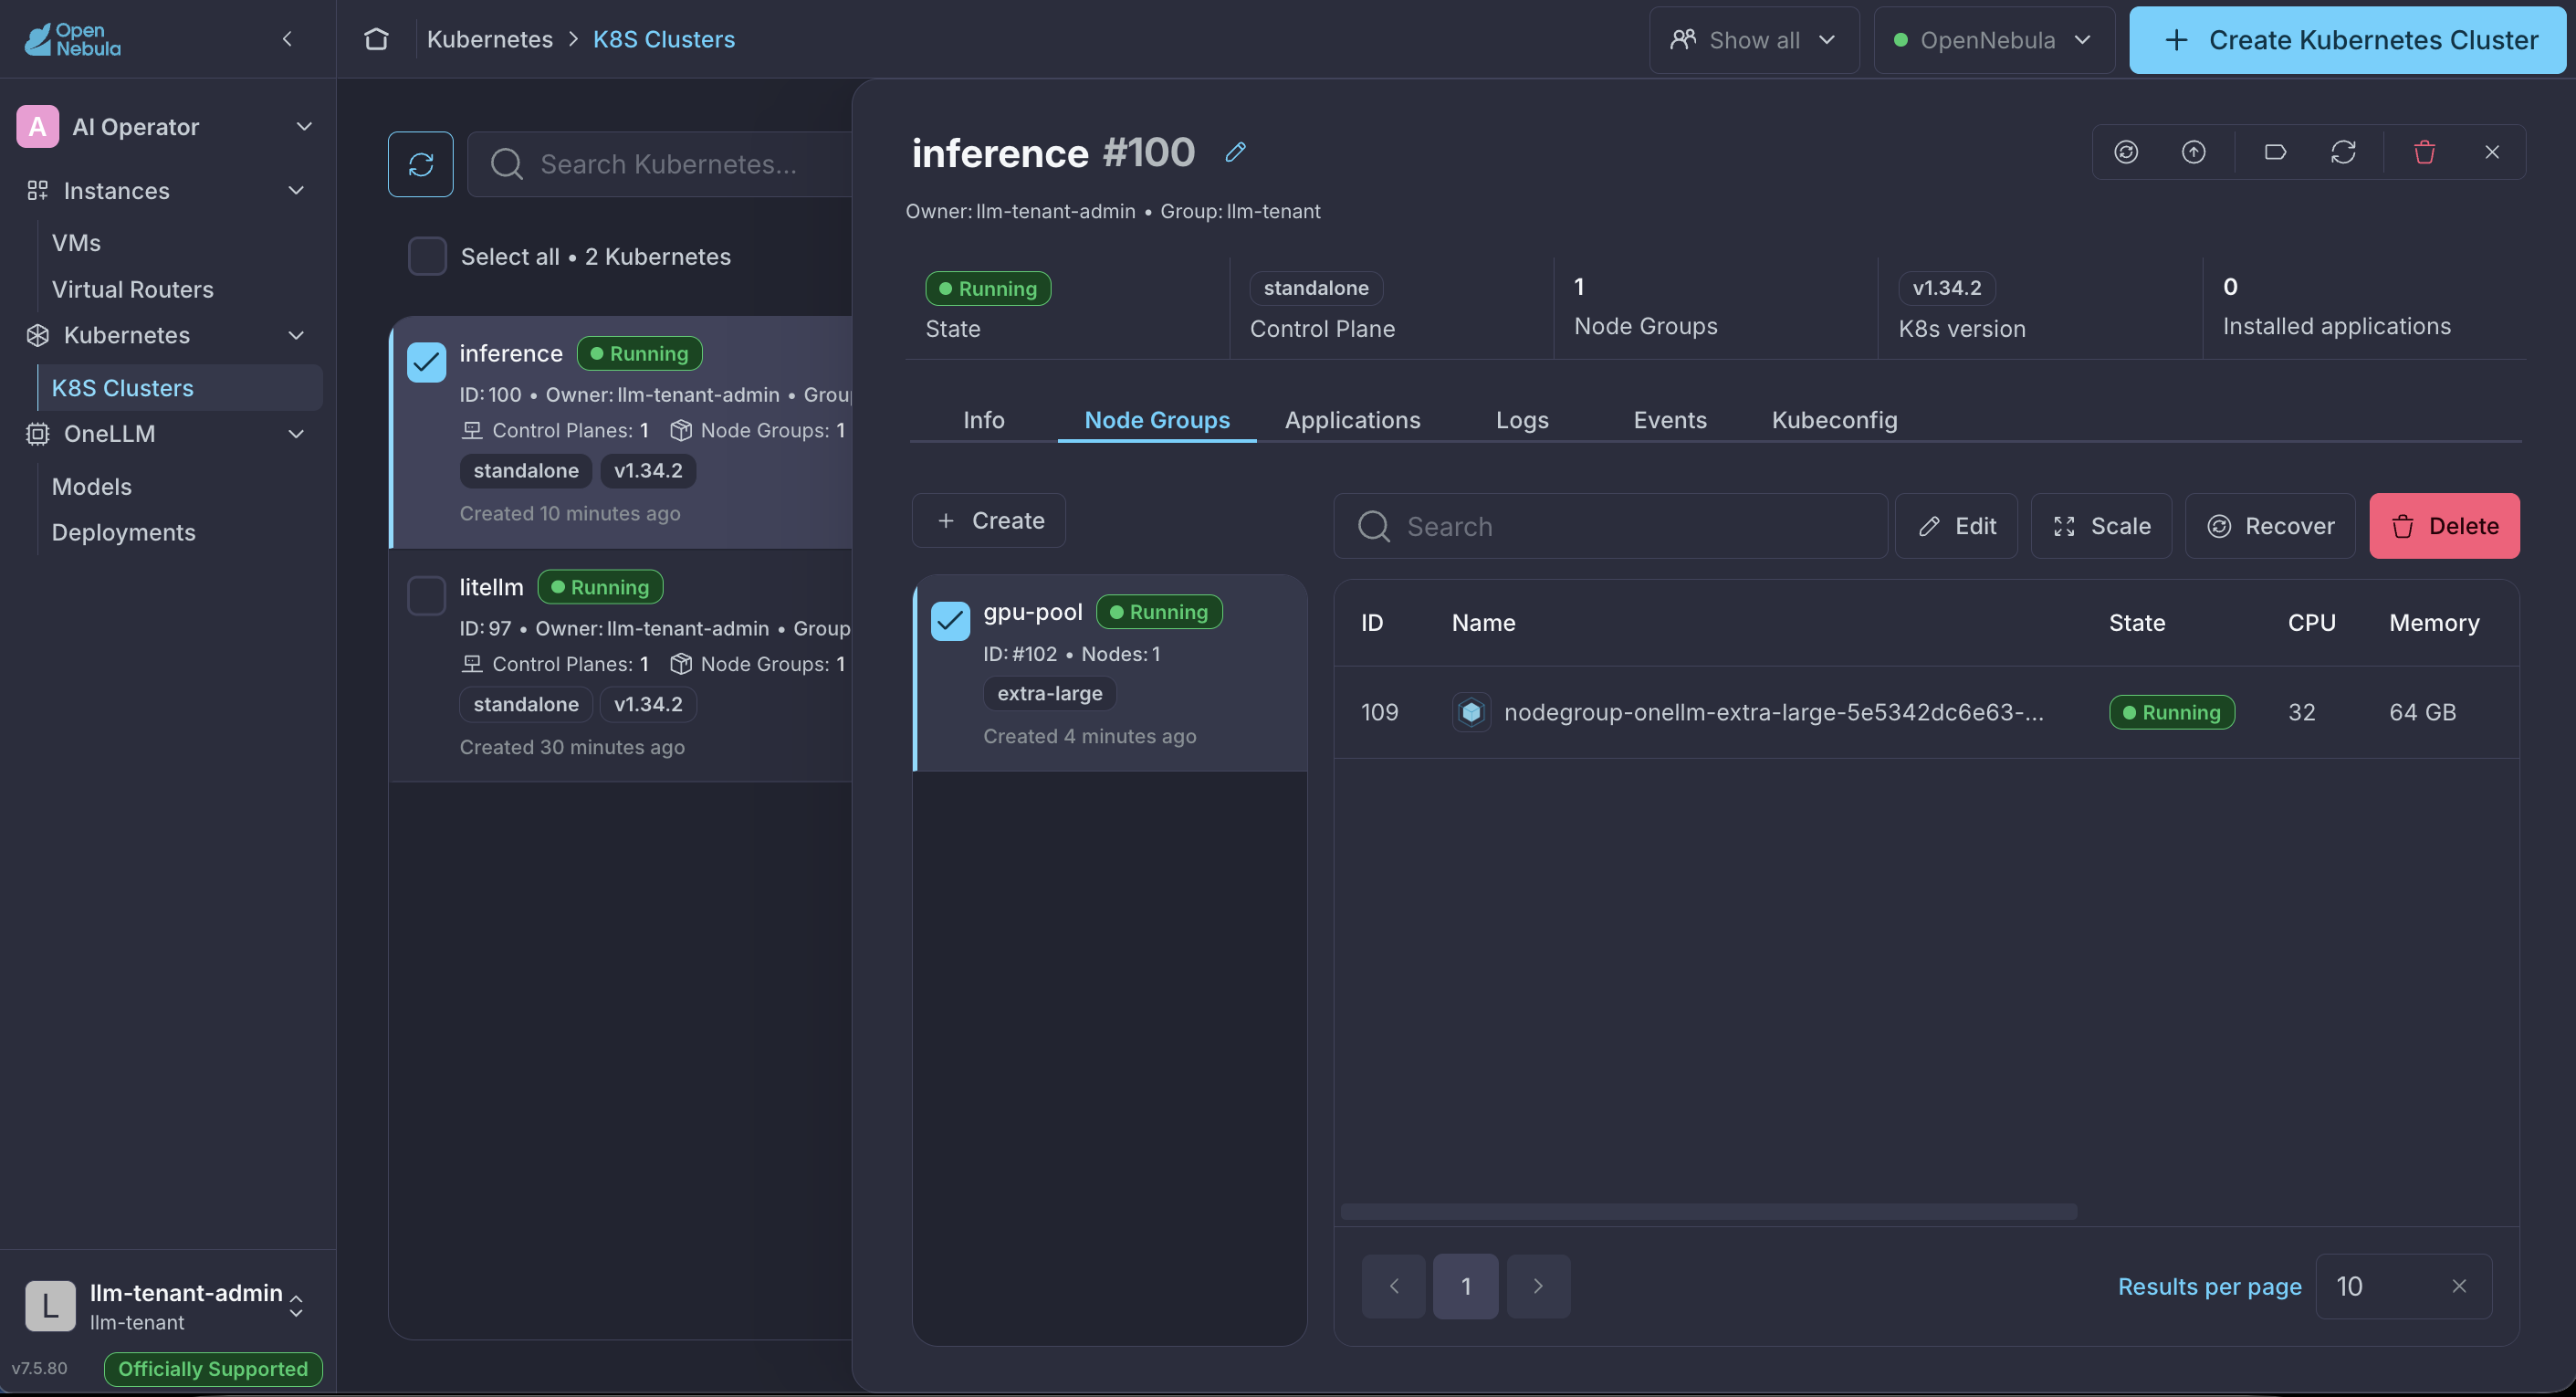 Open
Nebula
Kubernetes > K8S Clusters
Show all
OpenNebula
+ Create Kubernetes Cluster
A AI Operator
Instances
VMs
Virtual Routers
Kubernetes
K8S Clusters
OneLLM
Models
Deployments
L
llm-tenant-admin
llm-tenant
v7.5.80
Officially Supported
Search Kubernetes...
Select all • 2 Kubernetes
inference Running
ID: 100 • Owner: llm-tenant-admin • Grou
Control Planes: 1 Node Groups: 1
standalone v1.34.2
Created 10 minutes ago
litellm Running
ID: 97 • Owner: llm-tenant-admin • Group
Control Planes: 1 Node Groups: 1
standalone v1.34.2
Created 30 minutes ago
inference #100
Owner: llm-tenant-admin • Group: llm-tenant
Running
State
standalone
Control Plane
1
Node Groups
v1.34.2
K8s version
0
Installed applications
Info Node Groups Applications Logs Events Kubeconfig
+ Create
gpu-pool Running
ID: #102 • Nodes: 1
extra-large
Created 4 minutes ago
Search
Edit
Scale
Recover
Delete
ID Name State CPU Memory
109 nodegroup-onellm-extra-large-5e5342dc6e63-... Running 32 64 GB
1
Results per page 10